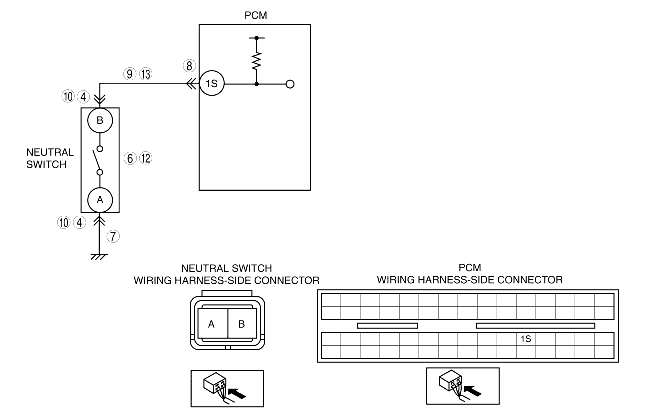 PCM
⑧
⑨ ⑬
1S
⑩ ④
B
NEUTRAL
SWITCH
⑥ ⑫
A
⑩ ④
⑦
NEUTRAL SWITCH
WIRING HARNESS-SIDE CONNECTOR
A B
PCM
WIRING HARNESS-SIDE CONNECTOR
1S